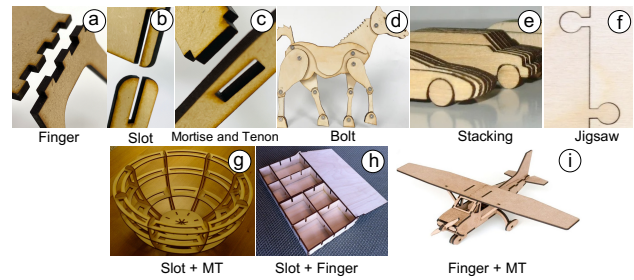 a b c d e f
Finger Slot Mortise and Tenon Bolt Stacking Jigsaw
g h i
Slot + MT Slot + Finger Finger + MT